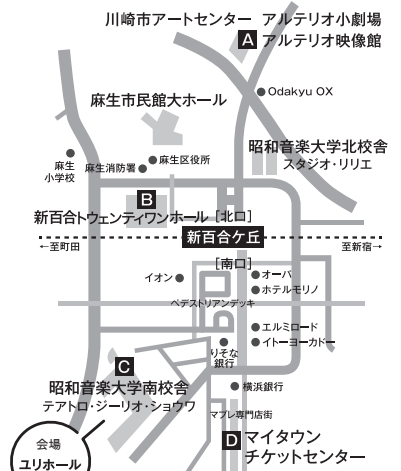 川崎市アートセンター アルテリオ小劇場
A アルテリオ映像館
Odakyu OX
麻生市民館大ホール
昭和音楽大学北校舎
スタジオ・リリエ
麻生
小学校
麻生消防署
麻生区役所
B
新百合トウェンティワンホール
[北口]
←至町田
新百合ケ丘
至新宿→
[南口]
イオン
オーパ
ホテルモリノ
ペデストリアンデッキ
エルミロード
イトーヨーカドー
りそな
銀行
C
昭和音楽大学南校舎
テアトロ・ジーリオ・ショウワ
横浜銀行
マプレ専門店街
会場
ユリホール
D マイタウン
チケットセンター